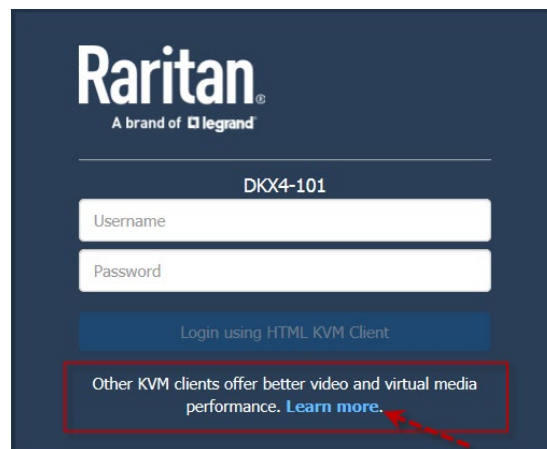 Raritan®
A brand of legrand®
DKX4-101
Username
Password
Login using HTML KVM Client
Other KVM clients offer better video and virtual media
performance. Learn more.